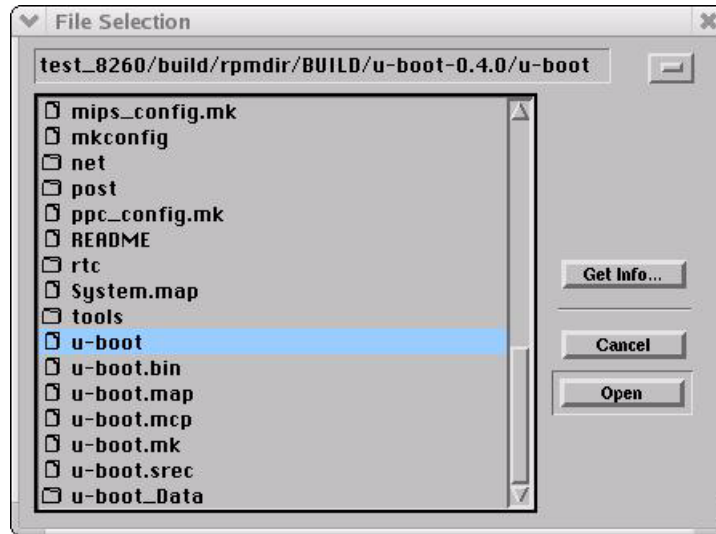 File Selection
test_8260/build/rpmdir/BUILD/u-boot-0.4.0/u-boot
mips_config.mk
mkconfig
net
post
ppc_config.mk
README
rtc
System.map
tools
u-boot
u-boot.bin
u-boot.map
u-boot.mcp
u-boot.mk
u-boot.srec
u-boot_Data
Get Info...
Cancel
Open